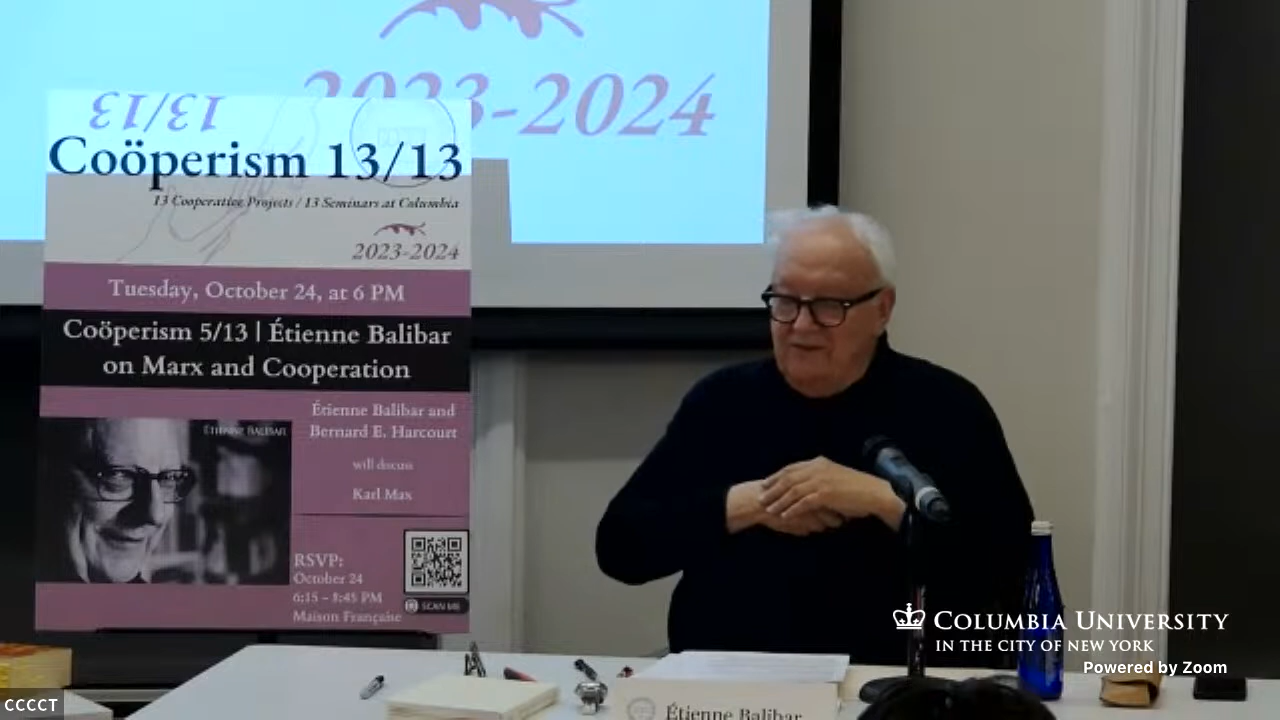 2023-2024
13/13
Coöperism 13/13
13 Cooperative Projects / 13 Seminars at Columbia
2023-2024
Tuesday, October 24, at 6 PM
Coöperism 5/13 | Étienne Balibar
on Marx and Cooperation
Étienne Balibar and
Bernard E. Harcourt
will discuss
Karl Max
ÉTIENNE BALIBAR
RSVP:
October 24
6:15 - 8:45 PM
Maison Française
SCAN ME
Étienne Balibar
COLUMBIA UNIVERSITY
IN THE CITY OF NEW YORK
Powered by Zoom
CCCCT